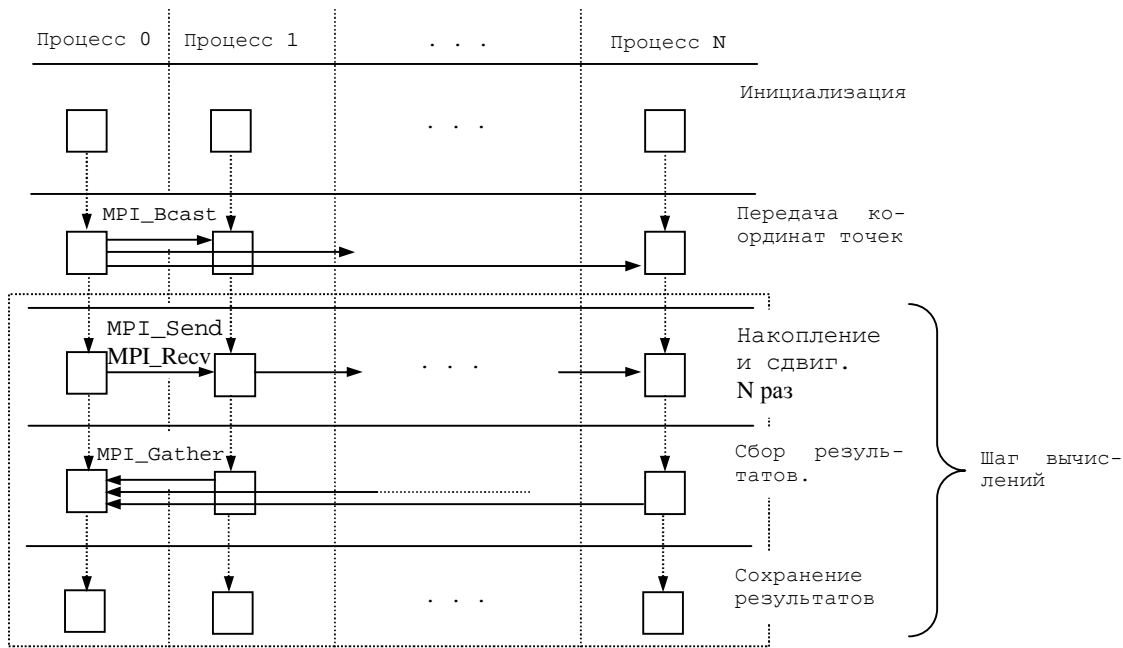 Процесс 0 Процесс 1 . . . Процесс N
Инициализация
. . .
MPI_Bcast
Передача ко-
ординат точек
MPI_Send
MPI_Recv
. . .
Накопление
и сдвиг.
N раз
MPI_Gather
Сбор резуль-
татов.
Шаг вычис-
лений
Сохранение
результатов
. . .